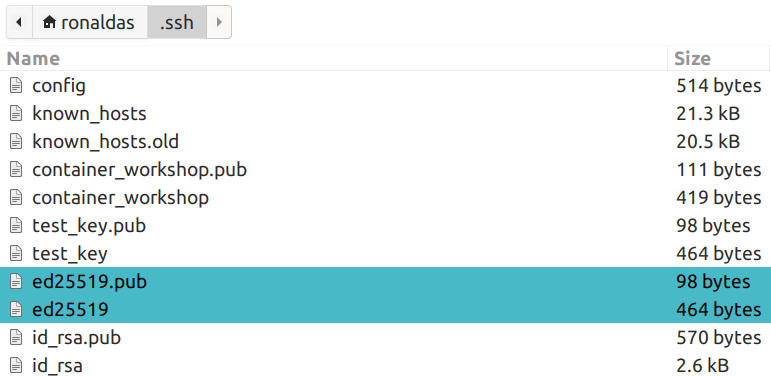 ronaldas .ssh
Name Size
config 514 bytes
known_hosts 21.3 kB
known_hosts.old 20.5 kB
container_workshop.pub 111 bytes
container_workshop 419 bytes
test_key.pub 98 bytes
test_key 464 bytes
ed25519.pub 98 bytes
ed25519 464 bytes
id_rsa.pub 570 bytes
id_rsa 2.6 kB